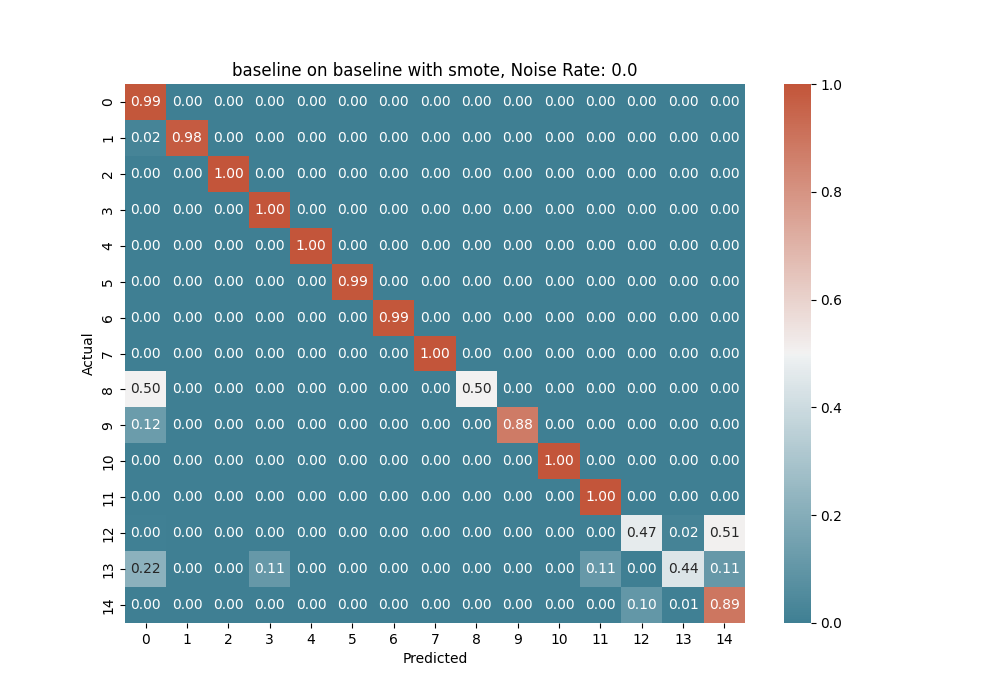 baseline on baseline with smote, Noise Rate: 0.0
0 0.99 0.00 0.00 0.00 0.00 0.00 0.00 0.00 0.00 0.00 0.00 0.00 0.00 0.00 0.00
1 0.02 0.98 0.00 0.00 0.00 0.00 0.00 0.00 0.00 0.00 0.00 0.00 0.00 0.00 0.00
2 0.00 0.00 1.00 0.00 0.00 0.00 0.00 0.00 0.00 0.00 0.00 0.00 0.00 0.00 0.00
3 0.00 0.00 0.00 1.00 0.00 0.00 0.00 0.00 0.00 0.00 0.00 0.00 0.00 0.00 0.00
4 0.00 0.00 0.00 0.00 1.00 0.00 0.00 0.00 0.00 0.00 0.00 0.00 0.00 0.00 0.00
5 0.00 0.00 0.00 0.00 0.00 0.99 0.00 0.00 0.00 0.00 0.00 0.00 0.00 0.00 0.00
6 0.00 0.00 0.00 0.00 0.00 0.00 0.99 0.00 0.00 0.00 0.00 0.00 0.00 0.00 0.00
7 0.00 0.00 0.00 0.00 0.00 0.00 0.00 1.00 0.00 0.00 0.00 0.00 0.00 0.00 0.00
8 0.50 0.00 0.00 0.00 0.00 0.00 0.00 0.00 0.50 0.00 0.00 0.00 0.00 0.00 0.00
9 0.12 0.00 0.00 0.00 0.00 0.00 0.00 0.00 0.00 0.88 0.00 0.00 0.00 0.00 0.00
10 0.00 0.00 0.00 0.00 0.00 0.00 0.00 0.00 0.00 0.00 1.00 0.00 0.00 0.00 0.00
11 0.00 0.00 0.00 0.00 0.00 0.00 0.00 0.00 0.00 0.00 0.00 1.00 0.00 0.00 0.00
12 0.00 0.00 0.00 0.00 0.00 0.00 0.00 0.00 0.00 0.00 0.00 0.00 0.47 0.02 0.51
13 0.22 0.00 0.00 0.11 0.00 0.00 0.00 0.00 0.00 0.00 0.00 0.11 0.00 0.44 0.11
14 0.00 0.00 0.00 0.00 0.00 0.00 0.00 0.00 0.00 0.00 0.00 0.00 0.10 0.01 0.89
0 1 2 3 4 5 6 7 8 9 10 11 12 13 14
Predicted
Actual
1.0
0.8
0.6
0.4
0.2
0.0